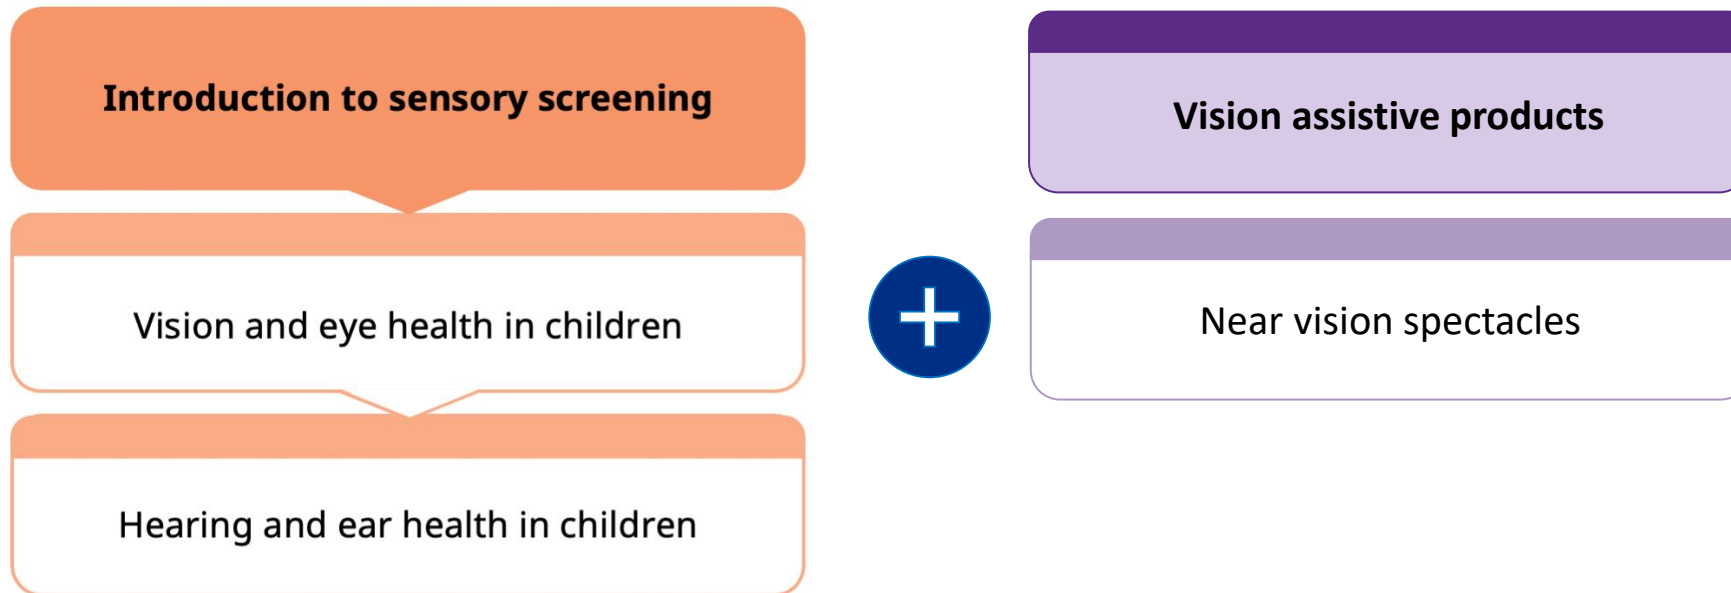 Introduction to sensory screening
Vision and eye health in children
Hearing and ear health in children
Vision assistive products
Near vision spectacles